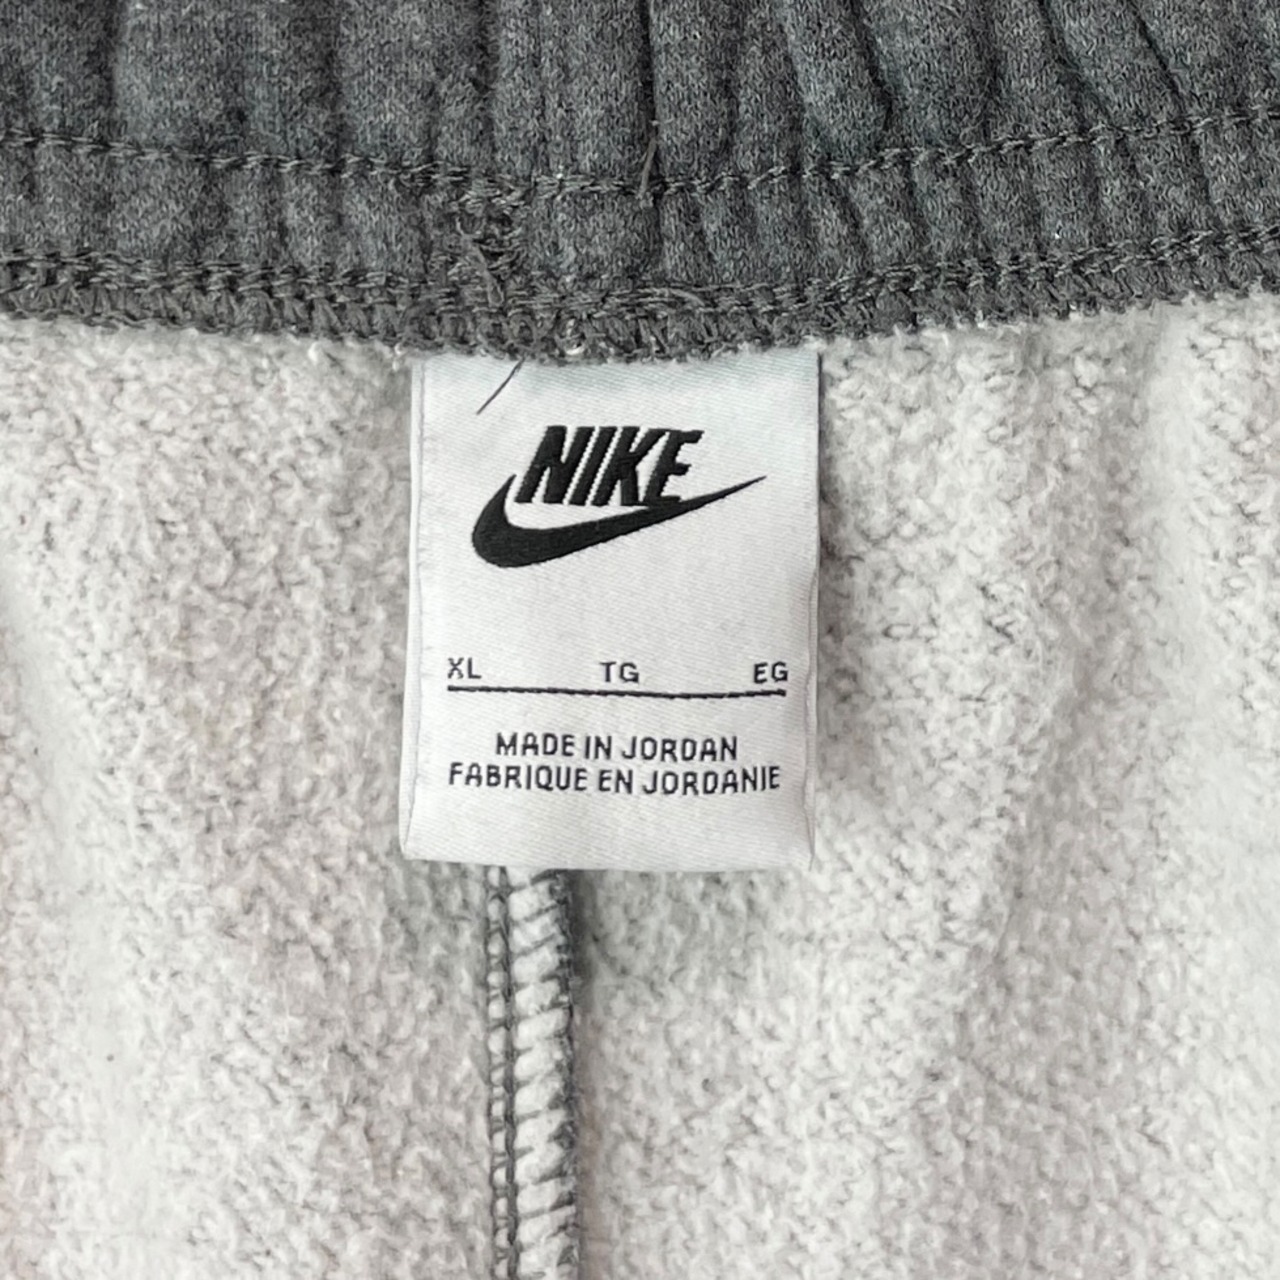 NIKE
XL TG EG
MADE IN JORDAN
FABRIQUE EN JORDANIE